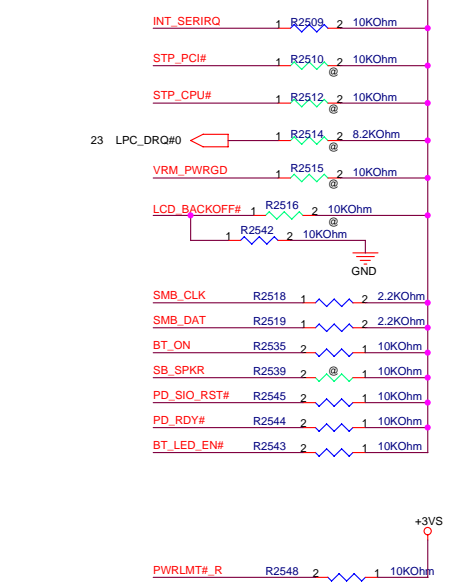 INT_SERIRQ 1 R2509 2 10KOhm
STP_PCI# 1 R2510 2 10KOhm
@
STP_CPU# 1 R2512 2 10KOhm
@
23 LPC_DRQ#0 1 R2514 2 8.2KOhm
@
VRM_PWRGD 1 R2515 2 10KOhm
@
LCD_BACKOFF# 1 R2516 2 10KOhm
@
1 R2542 2 10KOhm
GND
SMB_CLK R2518 1 2 2.2KOhm
SMB_DAT R2519 1 2 2.2KOhm
BT_ON R2535 2 1 10KOhm
SB_SPKR R2539 2 @ 1 10KOhm
PD_SIO_RST# R2545 2 1 10KOhm
PD_RDY# R2544 2 1 10KOhm
BT_LED_EN# R2543 2 1 10KOhm
+3VS
PWRLMT#_R R2548 2 1 10KOhm